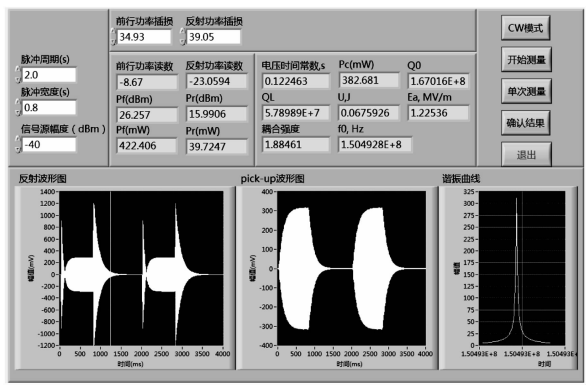 前行功率插损 反射功率插损
34.93 39.05
CW模式
脉冲周期(s)
2.0
前行功率读数 反射功率读数 电压时间常数,s Pc(mW) Q0
开始测量
-8.67 -23.0594 0.122463 382.681 1.67016E+8
脉冲宽度(s)
0.8
Pf(dBm) Pr(dBm) QL U,J Ea, MV/m
单次测量
26.257 15.9906 5.78989E+7 0.0675926 1.22536
信号源幅度(dBm)
-40
Pf(mW) Pr(mW) 耦合强度 f0, Hz
确认结果
422.406 39.7247 1.88461 1.504928E+8
退出
反射波形图 pick-up波形图 谐振曲线
幅值(mV)
1400
1200
1000
800
600
400
200
0
-200
-400
-600
-800
-1000
-1200
0 500 1000 1500 2000 2500 3000 3500 4000
时间(ms)
幅值(mV)
400
300
200
100
0
-100
-200
-300
-400
0 500 1000 1500 2000 2500 3000 3500 4000
时间(ms)
幅值
325
300
275
250
225
200
175
150
125
100
75
50
25
0
1.50493E+8 1.50493E+8 1.50493E+
时间